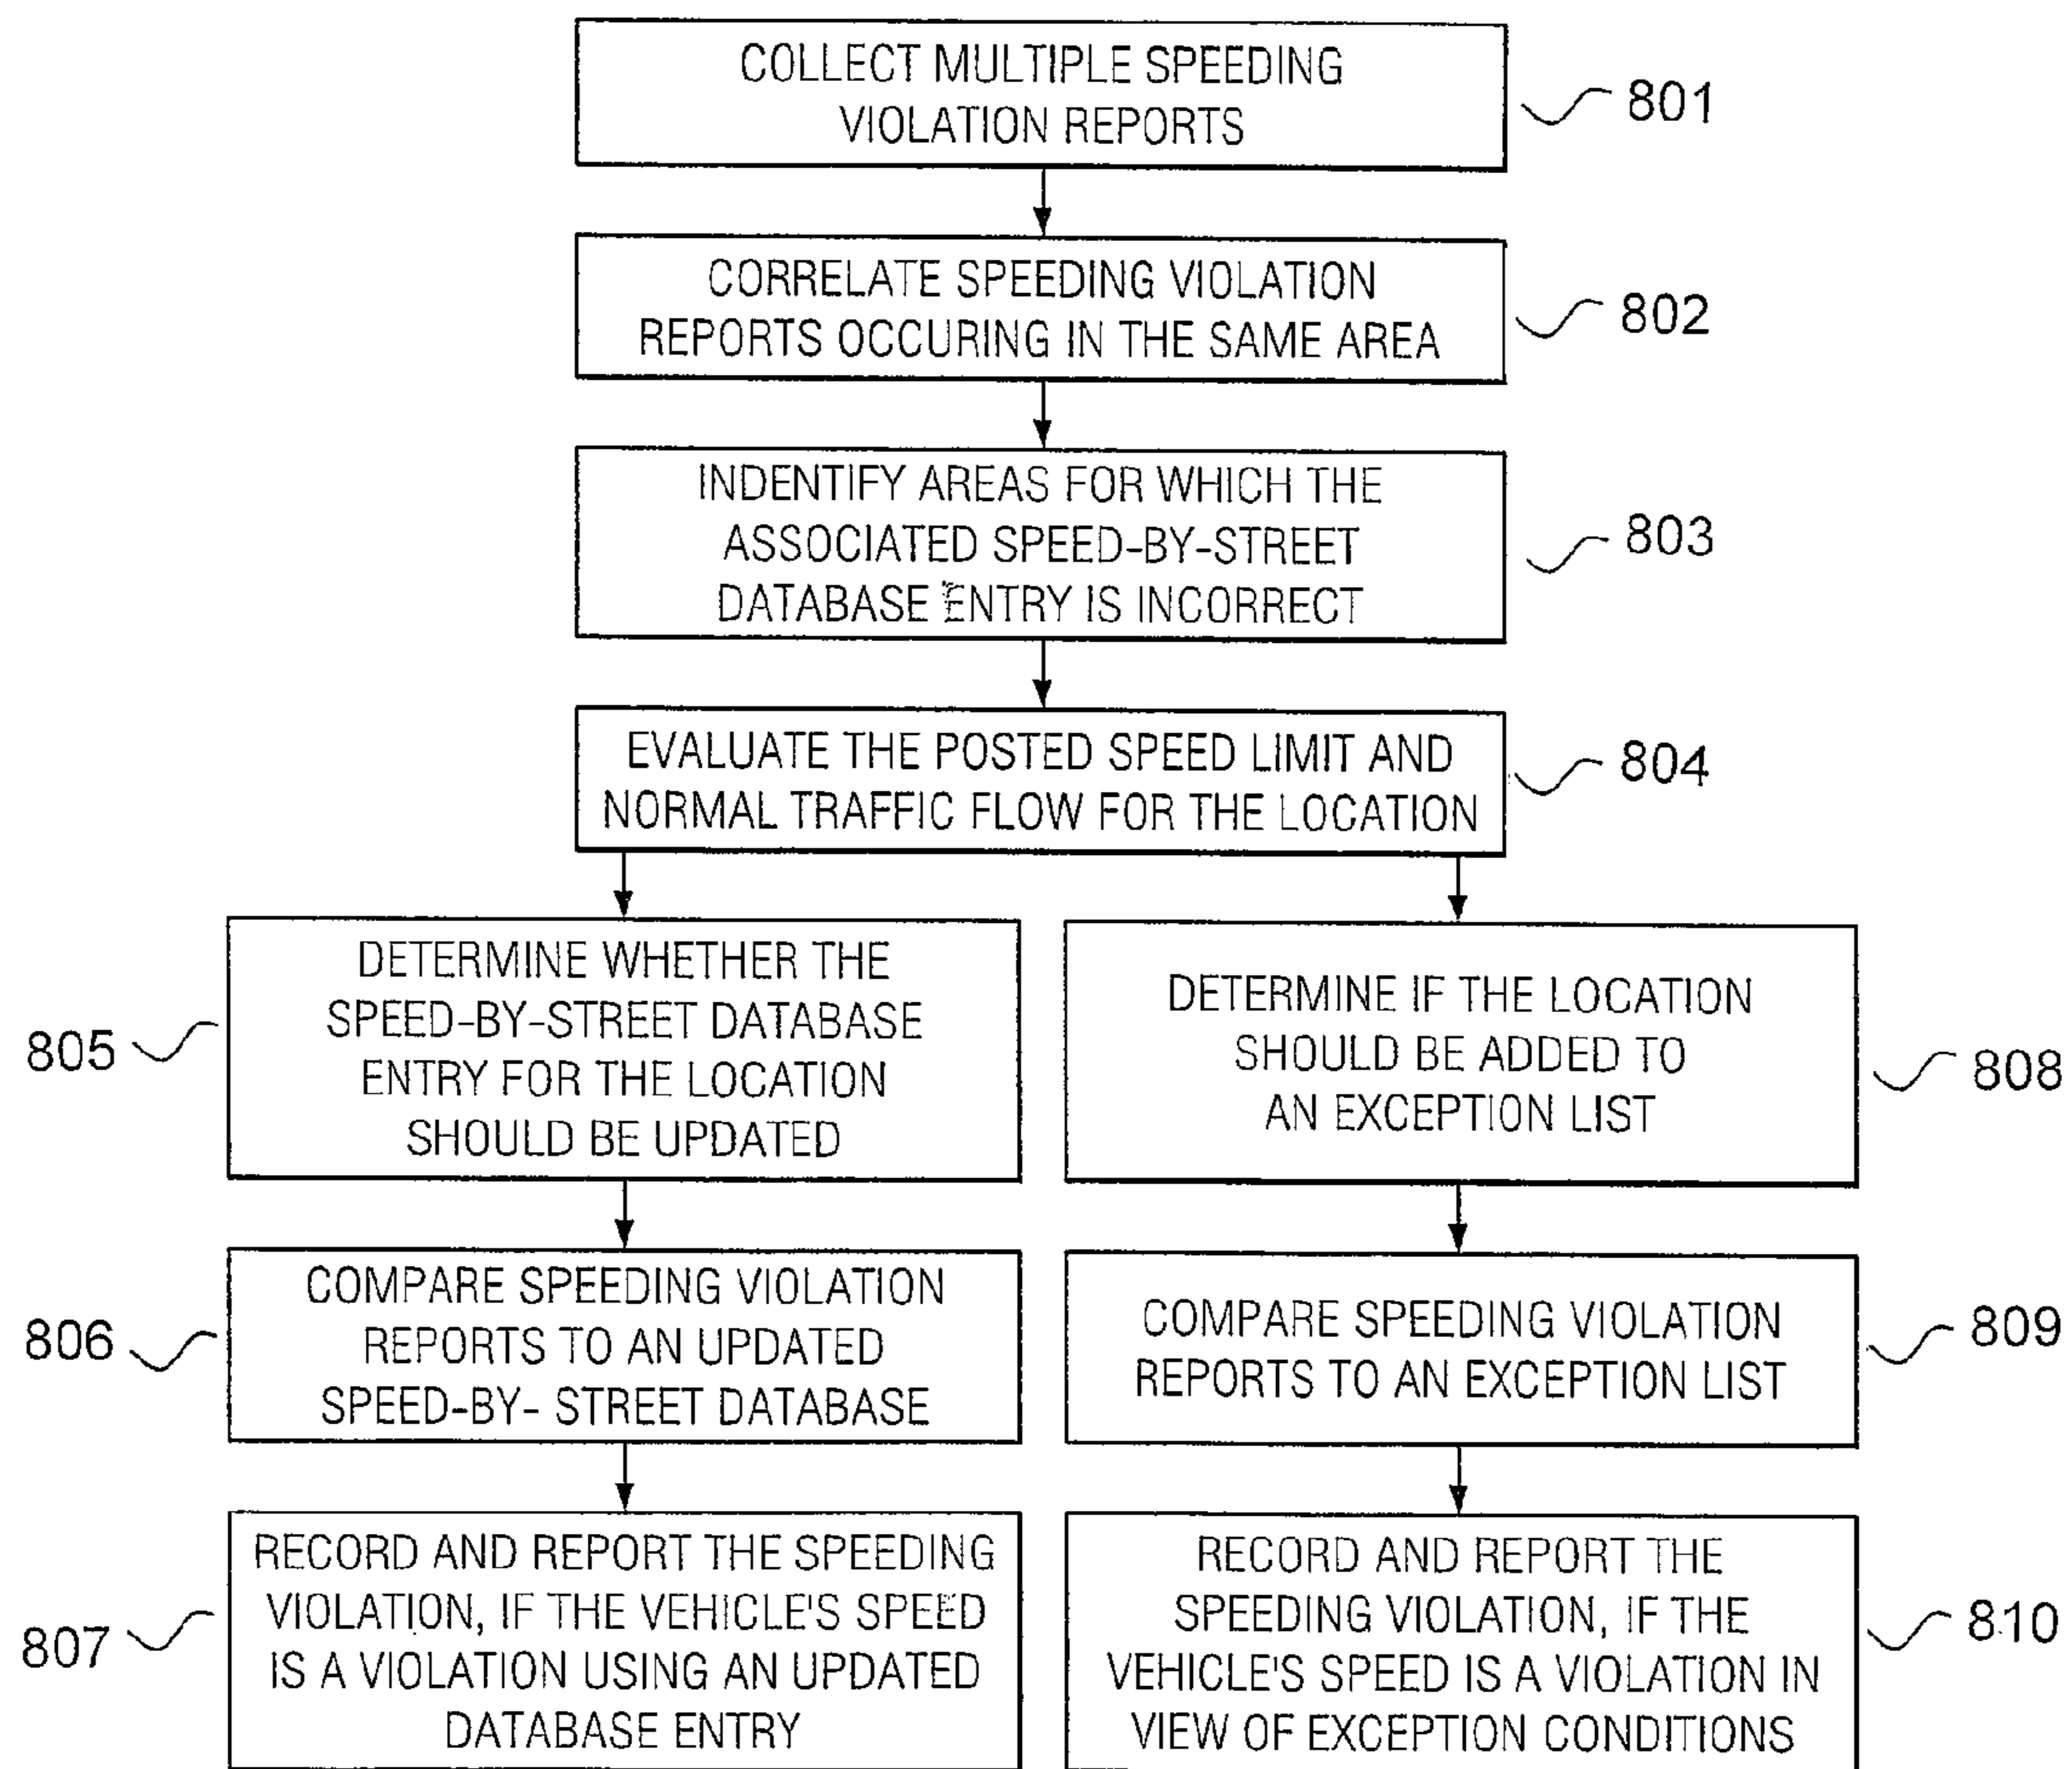 COLLECT MULTIPLE SPEEDING
VIOLATION REPORTS
801
CORRELATE SPEEDING VIOLATION
REPORTS OCCURING IN THE SAME AREA
802
INDENTIFY AREAS FOR WHICH THE
ASSOCIATED SPEED-BY-STREET
DATABASE ENTRY IS INCORRECT
803
EVALUATE THE POSTED SPEED LIMIT AND
NORMAL TRAFFIC FLOW FOR THE LOCATION
804
DETERMINE WHETHER THE
SPEED-BY-STREET DATABASE
ENTRY FOR THE LOCATION
SHOULD BE UPDATED
805
COMPARE SPEEDING VIOLATION
REPORTS TO AN UPDATED
SPEED-BY- STREET DATABASE
806
RECORD AND REPORT THE SPEEDING
VIOLATION, IF THE VEHICLE'S SPEED
IS A VIOLATION USING AN UPDATED
DATABASE ENTRY
807
DETERMINE IF THE LOCATION
SHOULD BE ADDED TO
AN EXCEPTION LIST
808
COMPARE SPEEDING VIOLATION
REPORTS TO AN EXCEPTION LIST
809
RECORD AND REPORT THE
SPEEDING VIOLATION, IF THE
VEHICLE'S SPEED IS A VIOLATION IN
VIEW OF EXCEPTION CONDITIONS
810